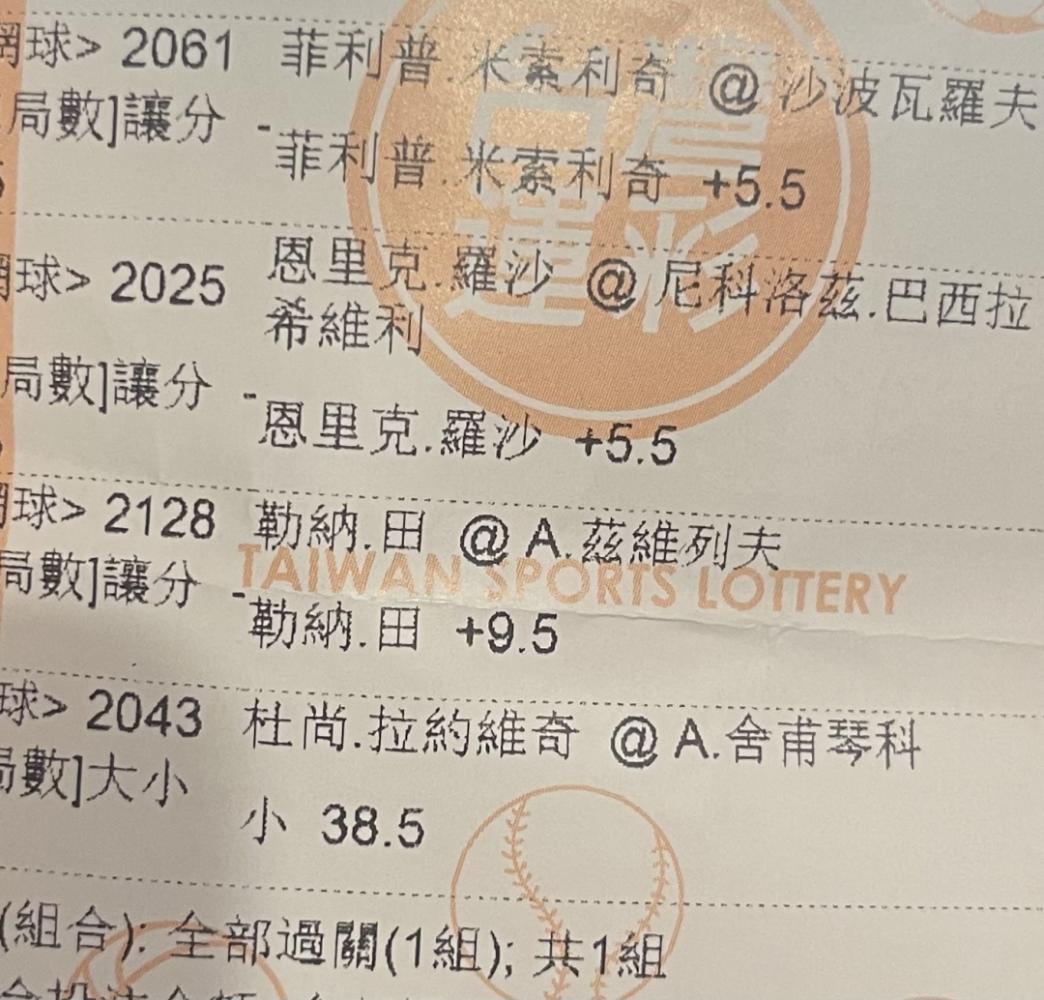 網球> 2061 菲利普.米索利奇 @ 沙波瓦羅夫
局數]讓分 - 菲利普.米索利奇 +5.5
網球> 2025 恩里克.羅沙 @ 尼科洛茲.巴西拉
希維利
局數]讓分 - 恩里克.羅沙 +5.5
網球> 2128 勒納.田 @ A.茲維列夫
TAIWAN SPORTS LOTTERY
局數]讓分 - 勒納.田 +9.5
球> 2043 杜尚.拉約維奇 @ A.舍甫琴科
局數]大小
小 38.5
(組合): 全部過關(1組); 共1組
台灣運彩